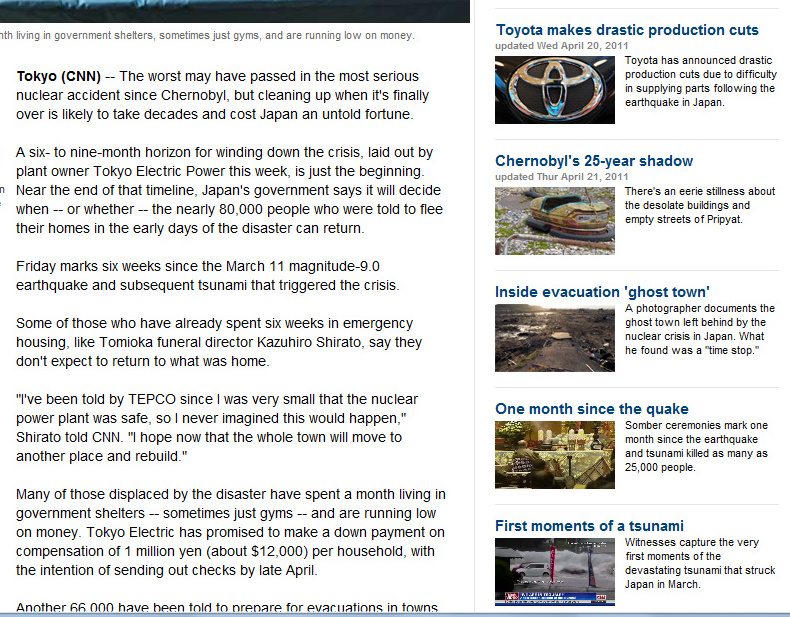 nth living in government shelters, sometimes just gyms, and are running low on money.
Tokyo (CNN) -- The worst may have passed in the most serious
nuclear accident since Chernobyl, but cleaning up when it's finally
over is likely to take decades and cost Japan an untold fortune.
A six- to nine-month horizon for winding down the crisis, laid out by
plant owner Tokyo Electric Power this week, is just the beginning.
Near the end of that timeline, Japan's government says it will decide
when -- or whether -- the nearly 80,000 people who were told to flee
their homes in the early days of the disaster can return.
Friday marks six weeks since the March 11 magnitude-9.0
earthquake and subsequent tsunami that triggered the crisis.
Some of those who have already spent six weeks in emergency
housing, like Tomioka funeral director Kazuhiro Shirato, say they
don't expect to return to what was home.
"I've been told by TEPCO since I was very small that the nuclear
power plant was safe, so I never imagined this would happen,"
Shirato told CNN. "I hope now that the whole town will move to
another place and rebuild."
Many of those displaced by the disaster have spent a month living in
government shelters -- sometimes just gyms -- and are running low
on money. Tokyo Electric has promised to make a down payment on
compensation of 1 million yen (about $12,000) per household, with
the intention of sending out checks by late April.
Another 66,000 have been told to prepare for evacuations in towns
Toyota makes drastic production cuts
updated Wed April 20, 2011
Toyota has announced drastic
production cuts due to difficulty
in supplying parts following the
earthquake in Japan.
Chernobyl's 25-year shadow
updated Thur April 21, 2011
There's an eerie stillness about
the desolate buildings and
empty streets of Pripyat.
Inside evacuation 'ghost town'
A photographer documents the
ghost town left behind by the
nuclear crisis in Japan. What
he found was a "time stop."
One month since the quake
Somber ceremonies mark one
month since the earthquake
and tsunami killed as many as
25,000 people.
First moments of a tsunami
Witnesses capture the very
first moments of the
devastating tsunami that struck
Japan in March.